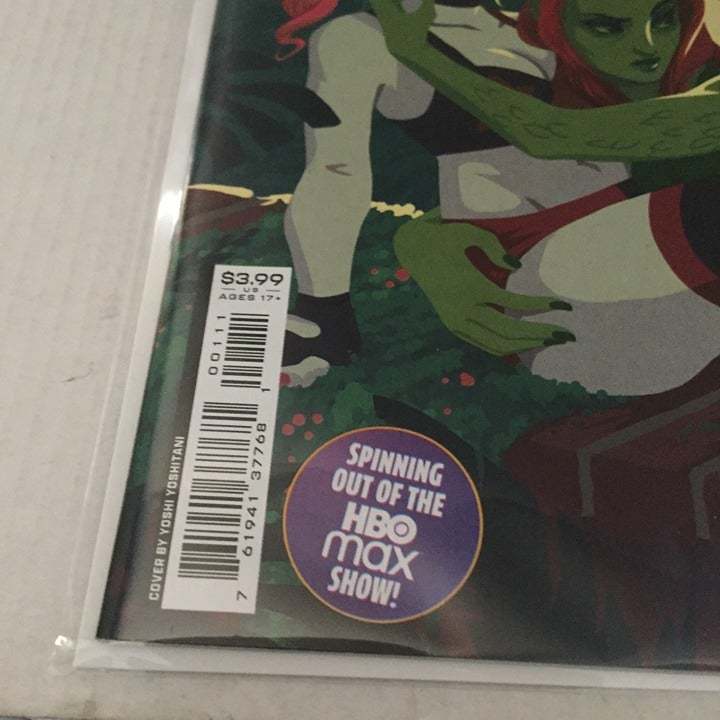 $3.99
US
AGES 17+
00111
7 61941 37768 1
COVER BY YOSHI YOSHITANI
SPINNING
OUT OF THE
HBO
max
SHOW!